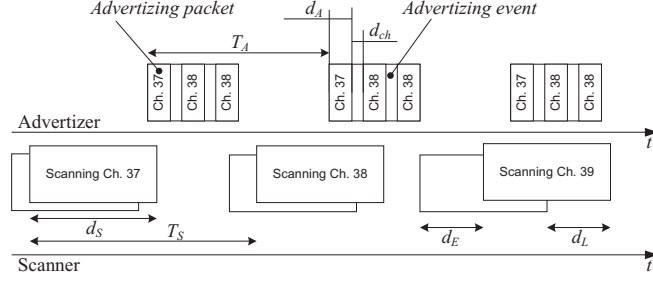 Advertizing packet
d_A
Advertizing event
T_A
d_ch
Ch. 37
Ch. 38
Ch. 38
Ch. 37
Ch. 38
Ch. 38
Ch. 37
Ch. 38
Ch. 38
Advertizer
t
Scanning Ch. 37
Scanning Ch. 38
Scanning Ch. 39
d_S
T_S
d_E
d_L
Scanner
t